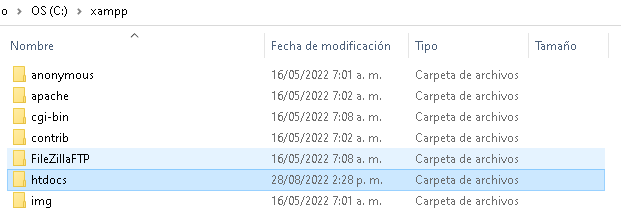 o > OS (C:) > xampp
Nombre Fecha de modificación Tipo Tamaño
anonymous 16/05/2022 7:01 a. m. Carpeta de archivos
apache 16/05/2022 7:02 a. m. Carpeta de archivos
cgi-bin 16/05/2022 7:08 a. m. Carpeta de archivos
contrib 16/05/2022 7:02 a. m. Carpeta de archivos
FileZillaFTP 16/05/2022 7:08 a. m. Carpeta de archivos
htdocs 28/08/2022 2:28 p. m. Carpeta de archivos
img 16/05/2022 7:01 a. m. Carpeta de archivos